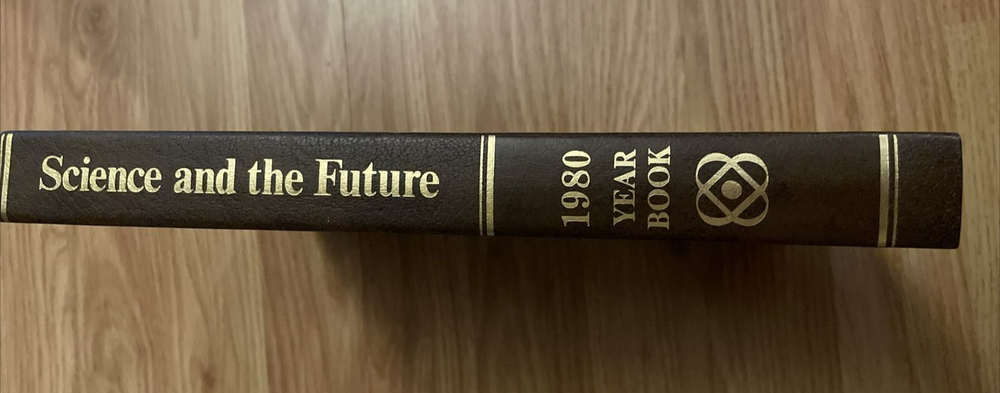 Science and the Future
1980
YEAR
BOOK